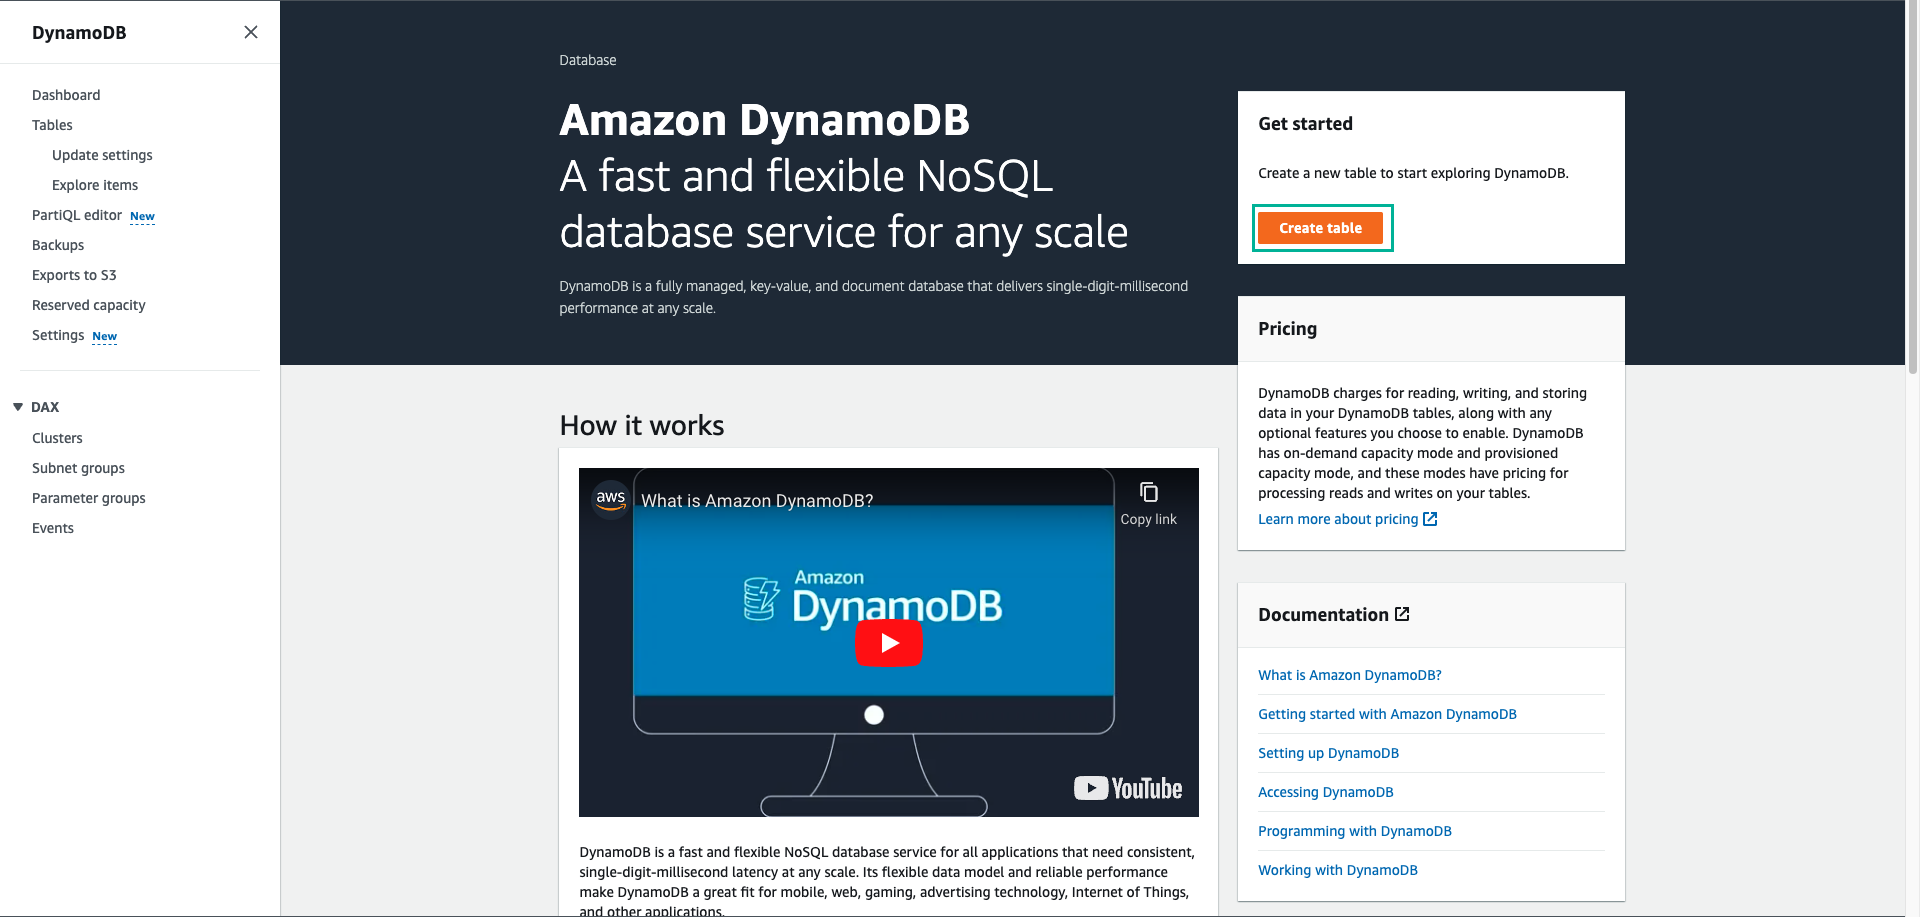 DynamoDB
Dashboard
Tables
Update settings
Explore items
PartiQL editor New
Backups
Exports to S3
Reserved capacity
Settings New
DAX
Clusters
Subnet groups
Parameter groups
Events
Database
Amazon DynamoDB
A fast and flexible NoSQL
database service for any scale
DynamoDB is a fully managed, key-value, and document database that delivers single-digit-millisecond
performance at any scale.
Get started
Create a new table to start exploring DynamoDB.
Create table
Pricing
DynamoDB charges for reading, writing, and storing
data in your DynamoDB tables, along with any
optional features you choose to enable. DynamoDB
has on-demand capacity mode and provisioned
capacity mode, and these modes have pricing for
processing reads and writes on your tables.
Learn more about pricing
How it works
aws What is Amazon DynamoDB?
Copy link
Amazon
DynamoDB
YouTube
DynamoDB is a fast and flexible NoSQL database service for all applications that need consistent,
single-digit-millisecond latency at any scale. Its flexible data model and reliable performance
make DynamoDB a great fit for mobile, web, gaming, advertising technology, Internet of Things,
and other applications.
Documentation
What is Amazon DynamoDB?
Getting started with Amazon DynamoDB
Setting up DynamoDB
Accessing DynamoDB
Programming with DynamoDB
Working with DynamoDB